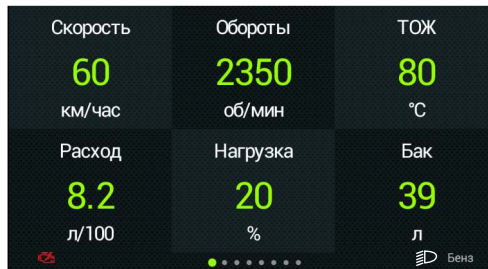 Скорость Обороты ТОЖ
60 2350 80
км/час об/мин °C
Расход Нагрузка Бак
8.2 20 39
л/100 % л
Бенз